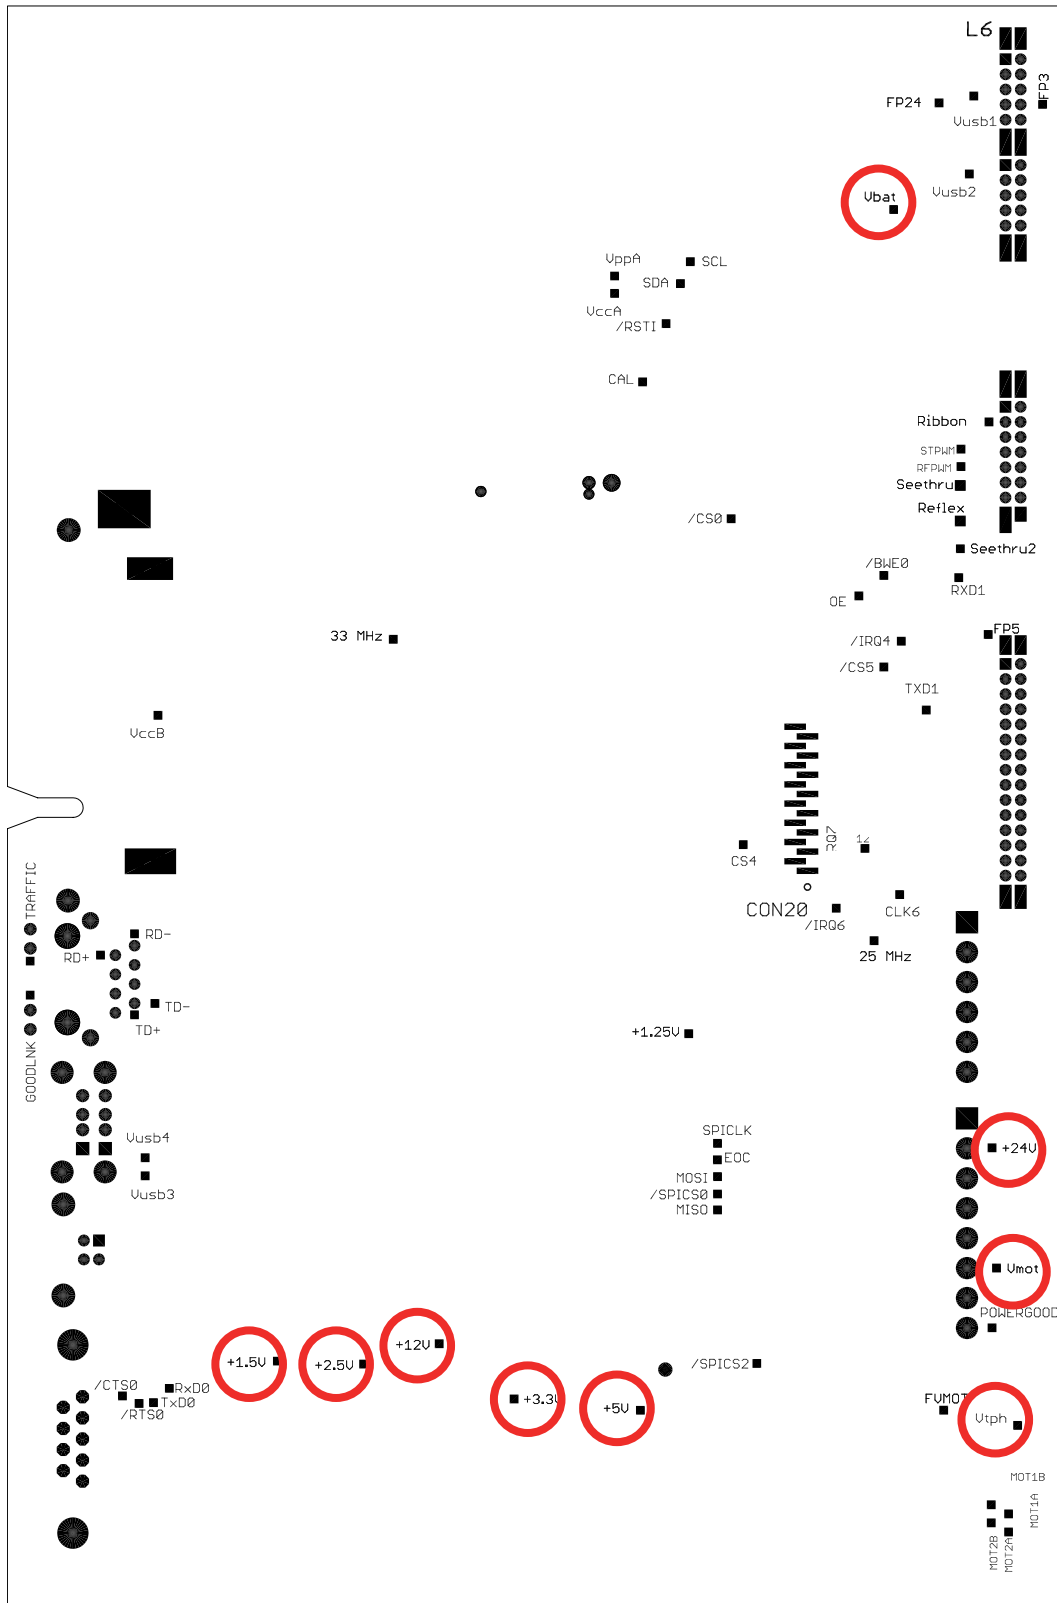 L6
FP3
FP24
Vusb1
Vusb2
Vbat
VppA
SCL
SDA
VccA
/RSTI
CAL
Ribbon
STPWM
RFPWM
Seethru
Reflex
/CS0
Seethru2
/BWE0
RXD1
OE
FP5
33 MHz
/IRQ4
/CS5
TXD1
VccB
CS4
TRAFFIC
CON20
/IRQ6
CLK6
RD-
RD+
25 MHz
TD-
TD+
+1.25V
GOODLNK
Vusb4
SPICLK
EOC
+24V
MOSI
Vusb3
/SPICS0
MISO
Vmot
POWERGOOD
+12V
+1.5V
+2.5V
/SPICS2
/CTS0
RxD0
TxD0
/RTS0
+3.3V
+5V
FVMOT
Vtph
MOT1B
MOT1A
MOT2B
MOT2A